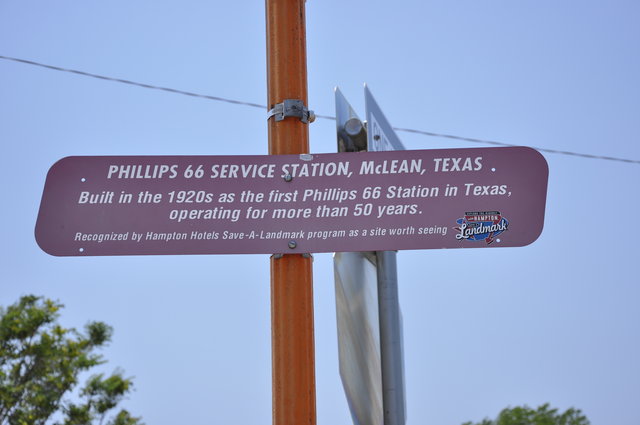 PHILLIPS 66 SERVICE STATION, McLEAN, TEXAS .
Built in the 1920s as the first Phillips 66 Station in Texas,
operating for more than 50 years.
Recognized by Hampton Hotels Save-A-Landmark program as a site worth seeing
HAMPTON
Landmark